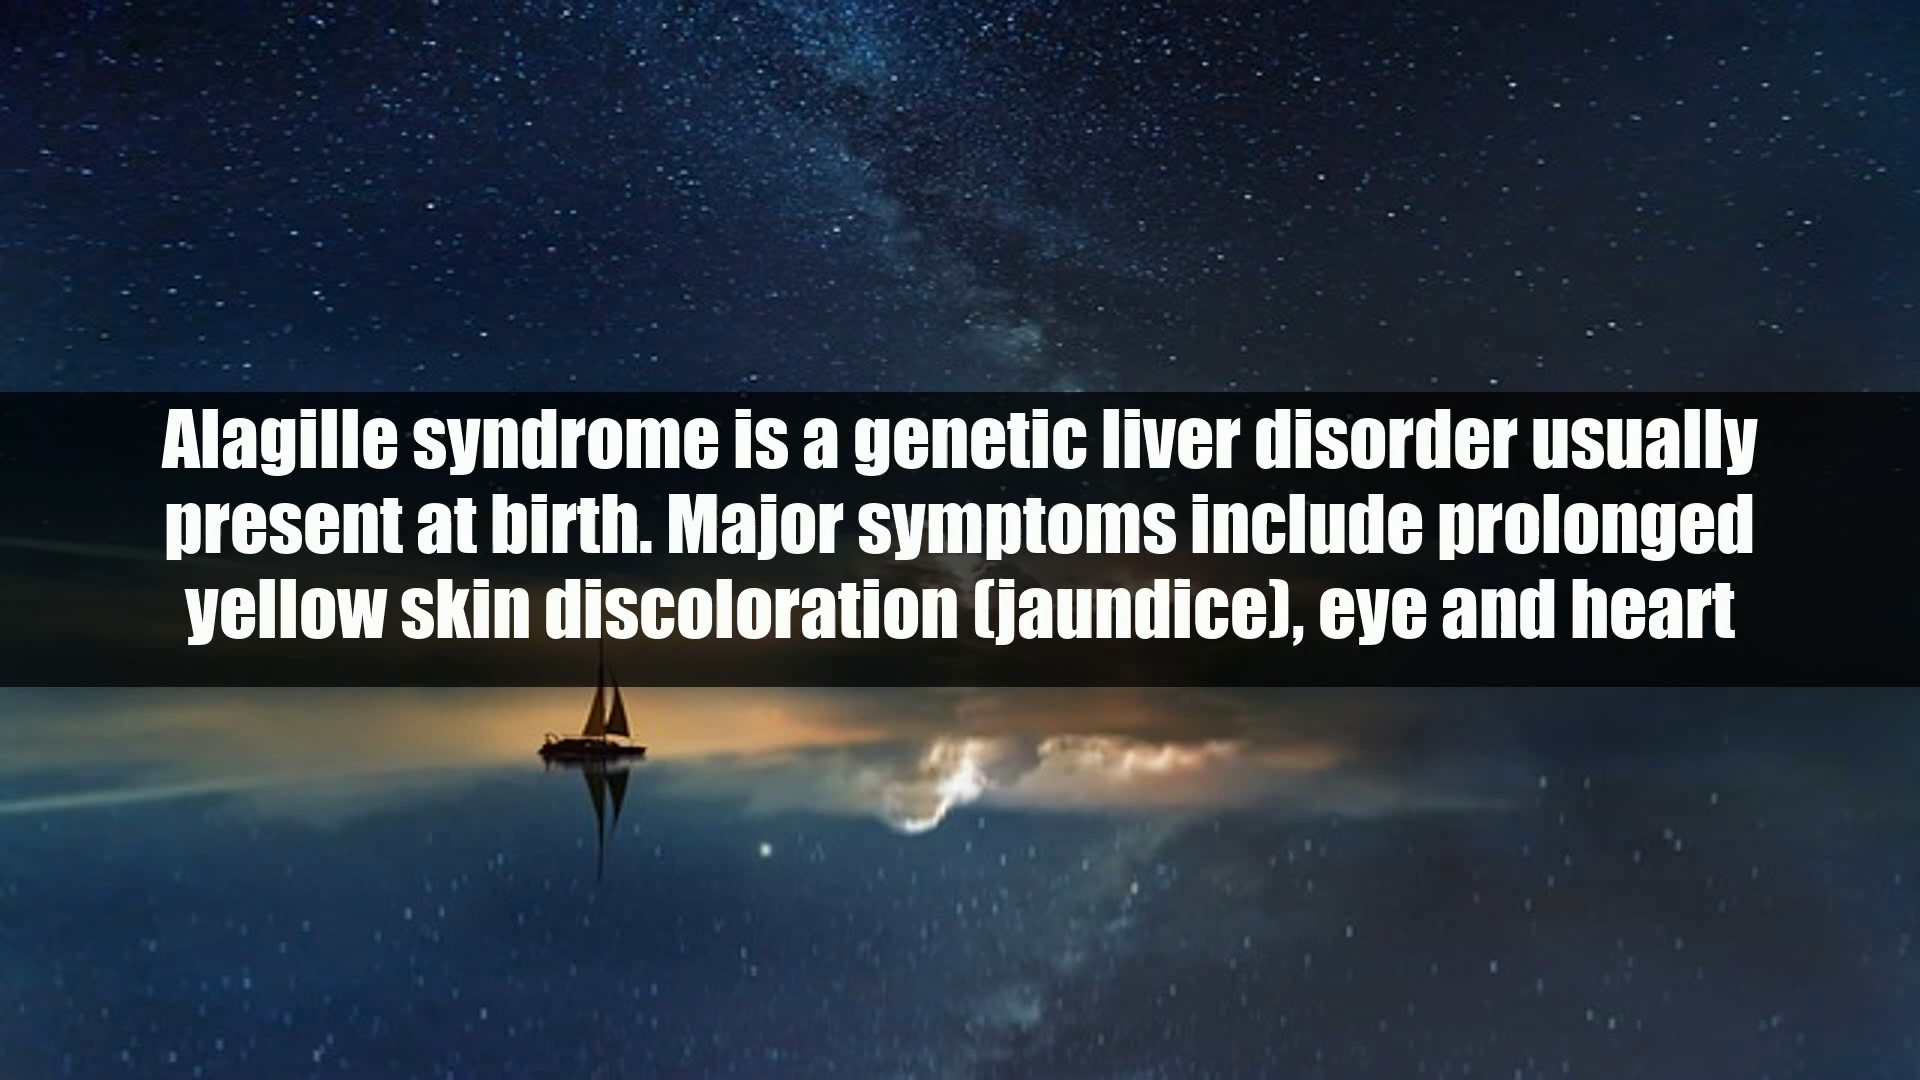 Alagille syndrome is a genetic liver disorder usually
present at birth. Major symptoms include prolonged
yellow skin discoloration (jaundice), eye and heart